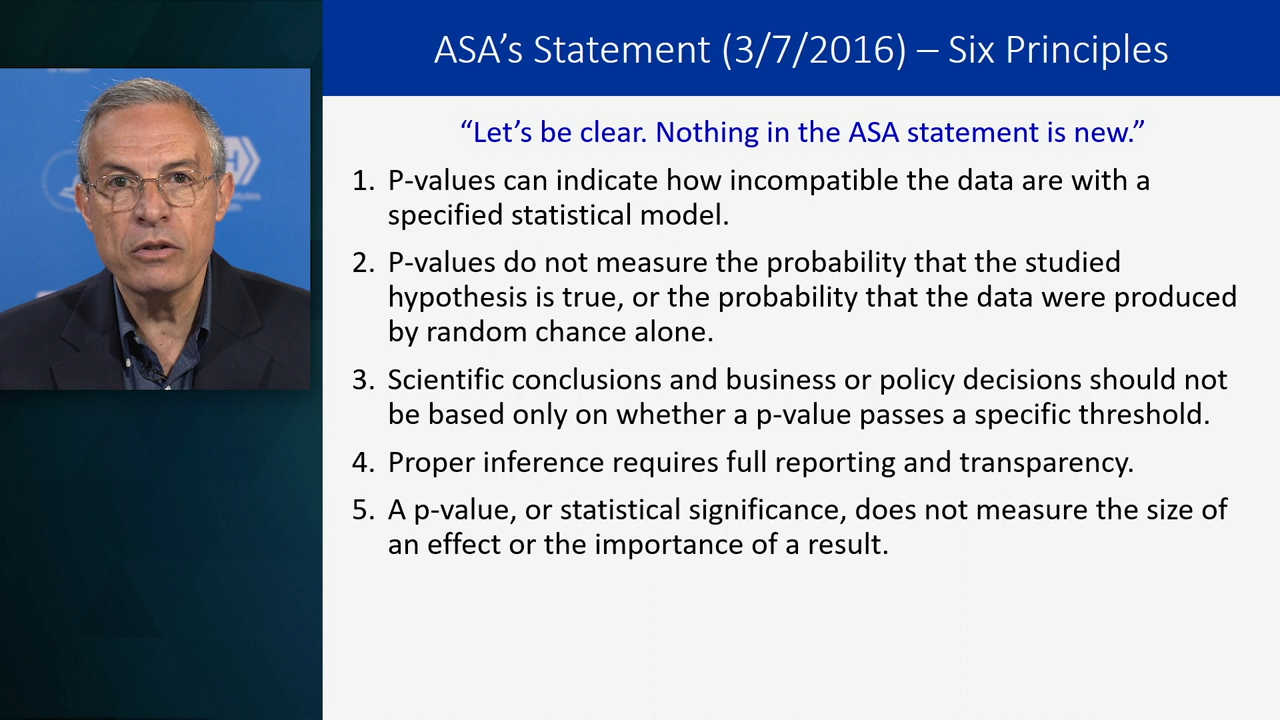 ASA’s Statement (3/7/2016) – Six Principles
“Let’s be clear. Nothing in the ASA statement is new.”
1. P-values can indicate how incompatible the data are with a
specified statistical model.
2. P-values do not measure the probability that the studied
hypothesis is true, or the probability that the data were produced
by random chance alone.
3. Scientific conclusions and business or policy decisions should not
be based only on whether a p-value passes a specific threshold.
4. Proper inference requires full reporting and transparency.
5. A p-value, or statistical significance, does not measure the size of
an effect or the importance of a result.